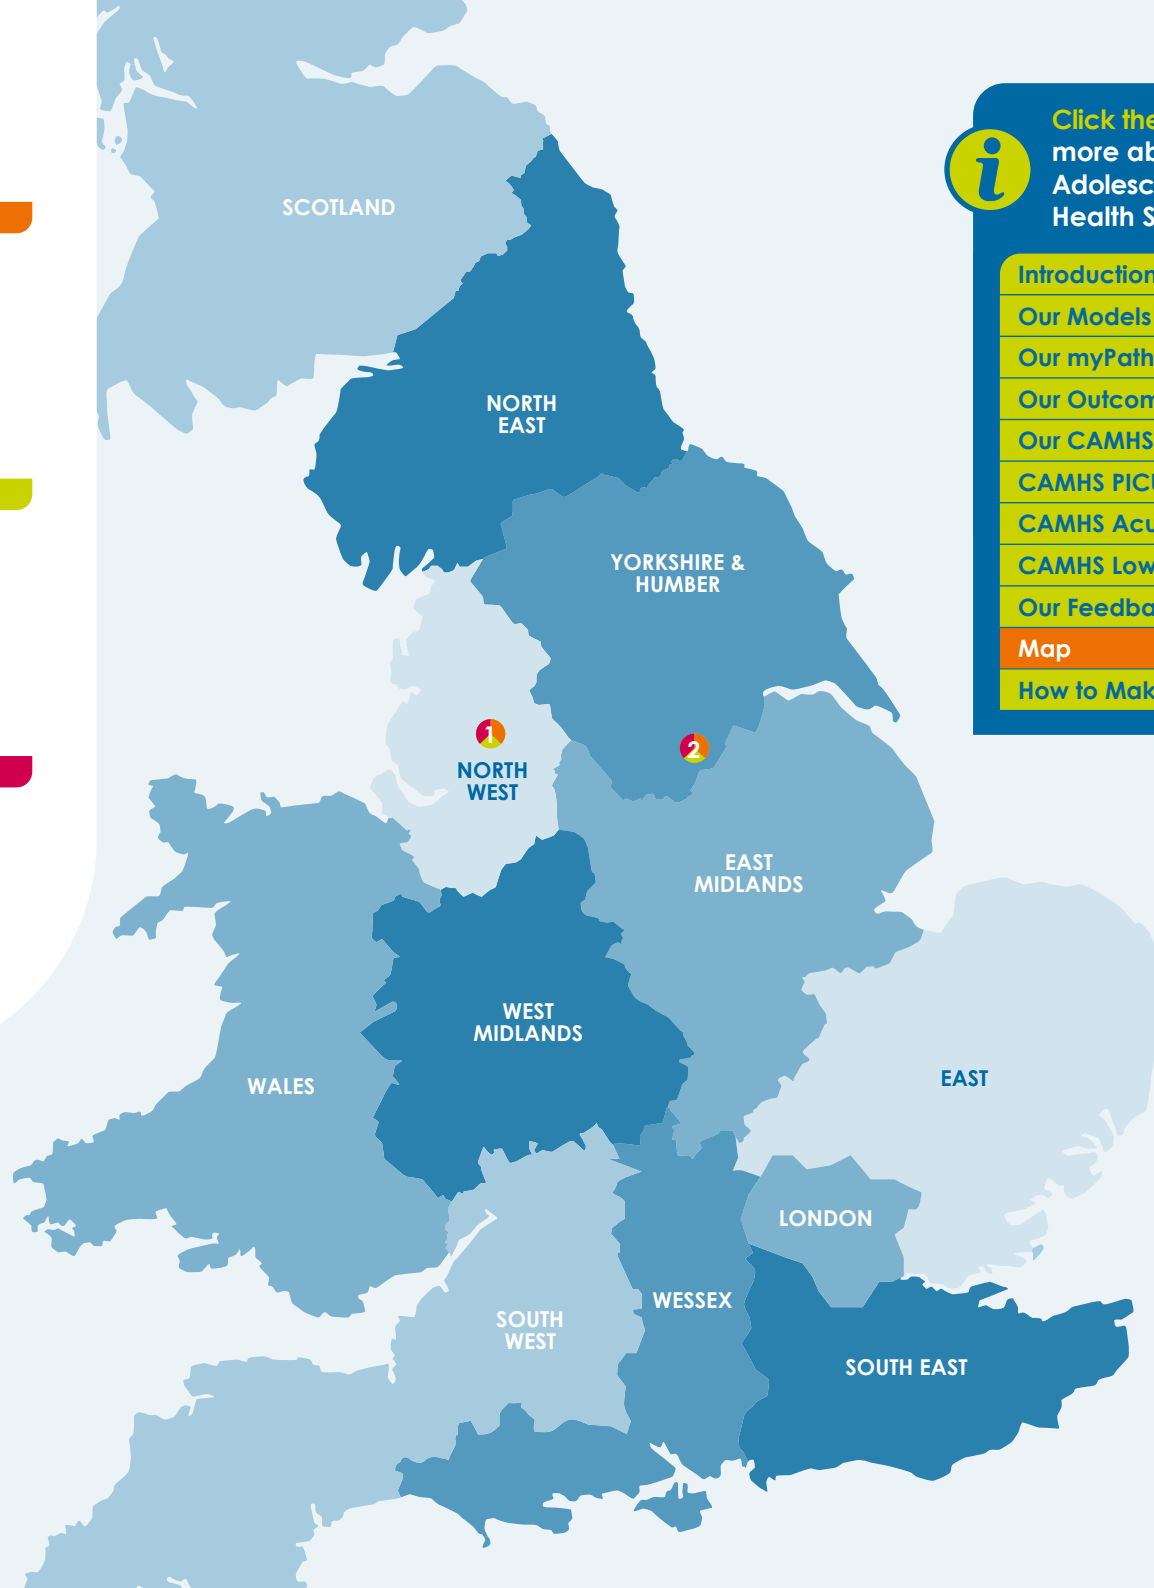 SCOTLAND
NORTH
EAST
YORKSHIRE &
HUMBER
1
NORTH
WEST
2
EAST
MIDLANDS
WEST
MIDLANDS
WALES
EAST
LONDON
WESSEX
SOUTH
WEST
SOUTH EAST
i
Click the
more ab
Adolesc
Health S
Introduction
Our Models
Our myPath
Our Outcom
Our CAMHS
CAMHS PICU
CAMHS Acu
CAMHS Low
Our Feedba
Map
How to Mak